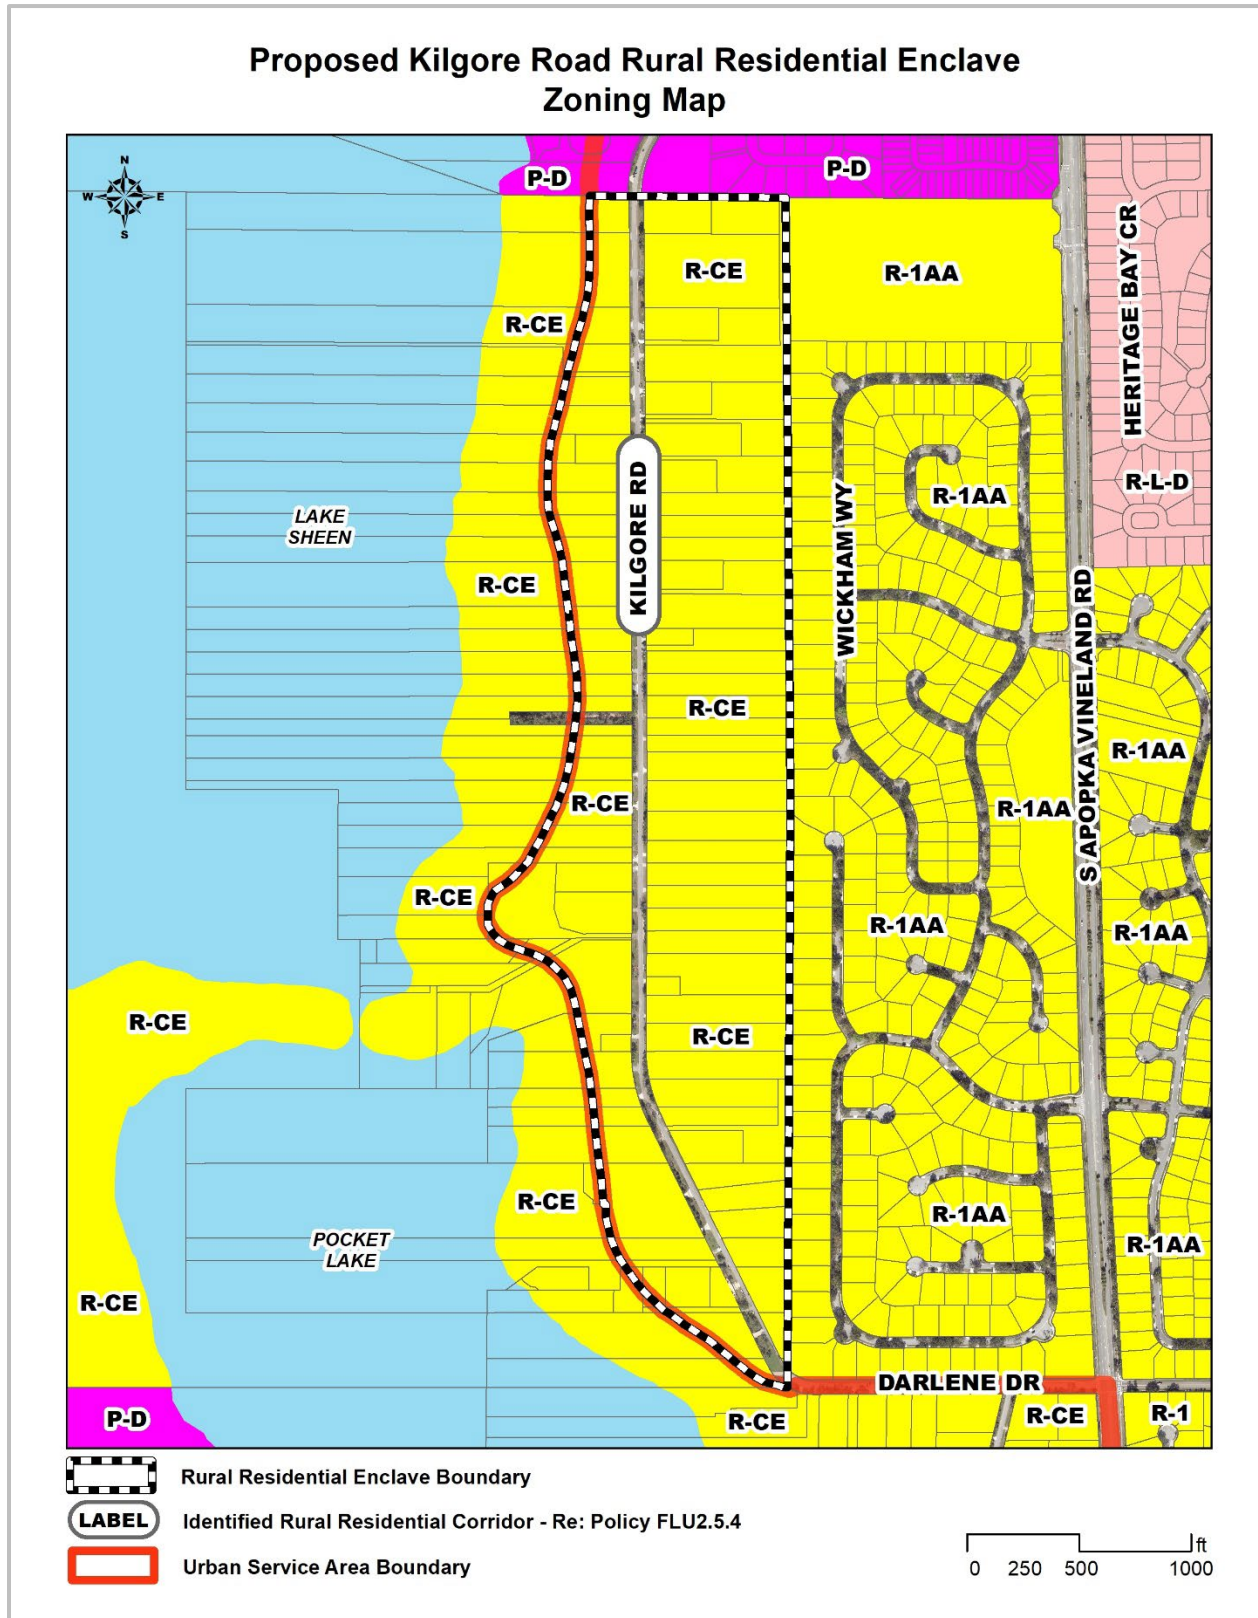 Proposed Kilgore Road Rural Residential Enclave
Zoning Map
N
W E
S
P-D
P-D
HERITAGE BAY CR
R-CE
R-1AA
R-CE
KILGORE RD
R-L-D
R-1AA
WICKHAM WY
LAKE
SHEEN
R-CE
S APOPKA VINELAND RD
R-CE
R-1AA
R-CE
R-1AA
R-CE
R-1AA
R-1AA
R-CE
R-CE
R-CE
R-1AA
R-1AA
POCKET
LAKE
R-CE
DARLENE DR
P-D
R-CE
R-CE
R-1
Rural Residential Enclave Boundary
LABEL
Identified Rural Residential Corridor - Re: Policy FLU2.5.4
Urban Service Area Boundary
ft
0 250 500 1000